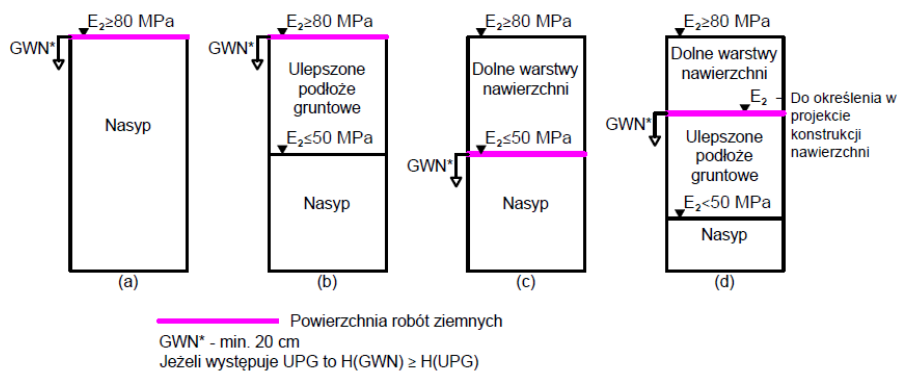 E₂≥80 MPa
GWN*
Nasyp
(a)
E₂≥80 MPa
GWN*
Ulepszone
podłoże
gruntowe
E₂≤50 MPa
Nasyp
(b)
E₂≥80 MPa
Dolne warstwy
nawierzchni
E₂≤50 MPa
GWN*
Nasyp
(c)
E₂≥80 MPa
Dolne warstwy
nawierzchni
E₂ - Do określenia w
projekcie
konstrukcji
nawierzchni
GWN*
Ulepszone
podłoże
gruntowe
E₂<50 MPa
Nasyp
(d)
Powierzchnia robót ziemnych
GWN* - min. 20 cm
Jeżeli występuje UPG to H(GWN) ≥ H(UPG)